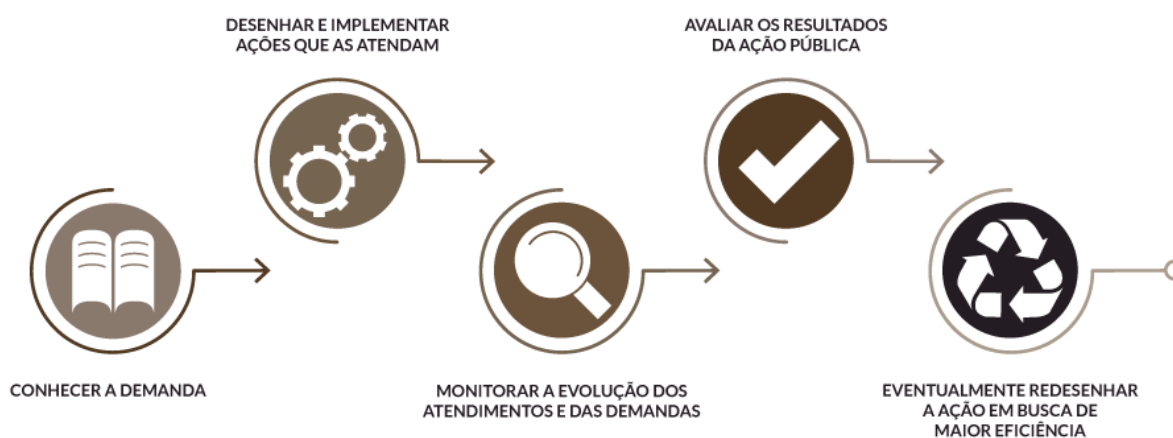 CONHECER A DEMANDA
DESENHAR E IMPLEMENTAR
AÇÕES QUE AS ATENDAM
MONITORAR A EVOLUÇÃO DOS
ATENDIMENTOS E DAS DEMANDAS
AVALIAR OS RESULTADOS
DA AÇÃO PÚBLICA
EVENTUALMENTE REDESENHAR
A AÇÃO EM BUSCA DE
MAIOR EFICIÊNCIA